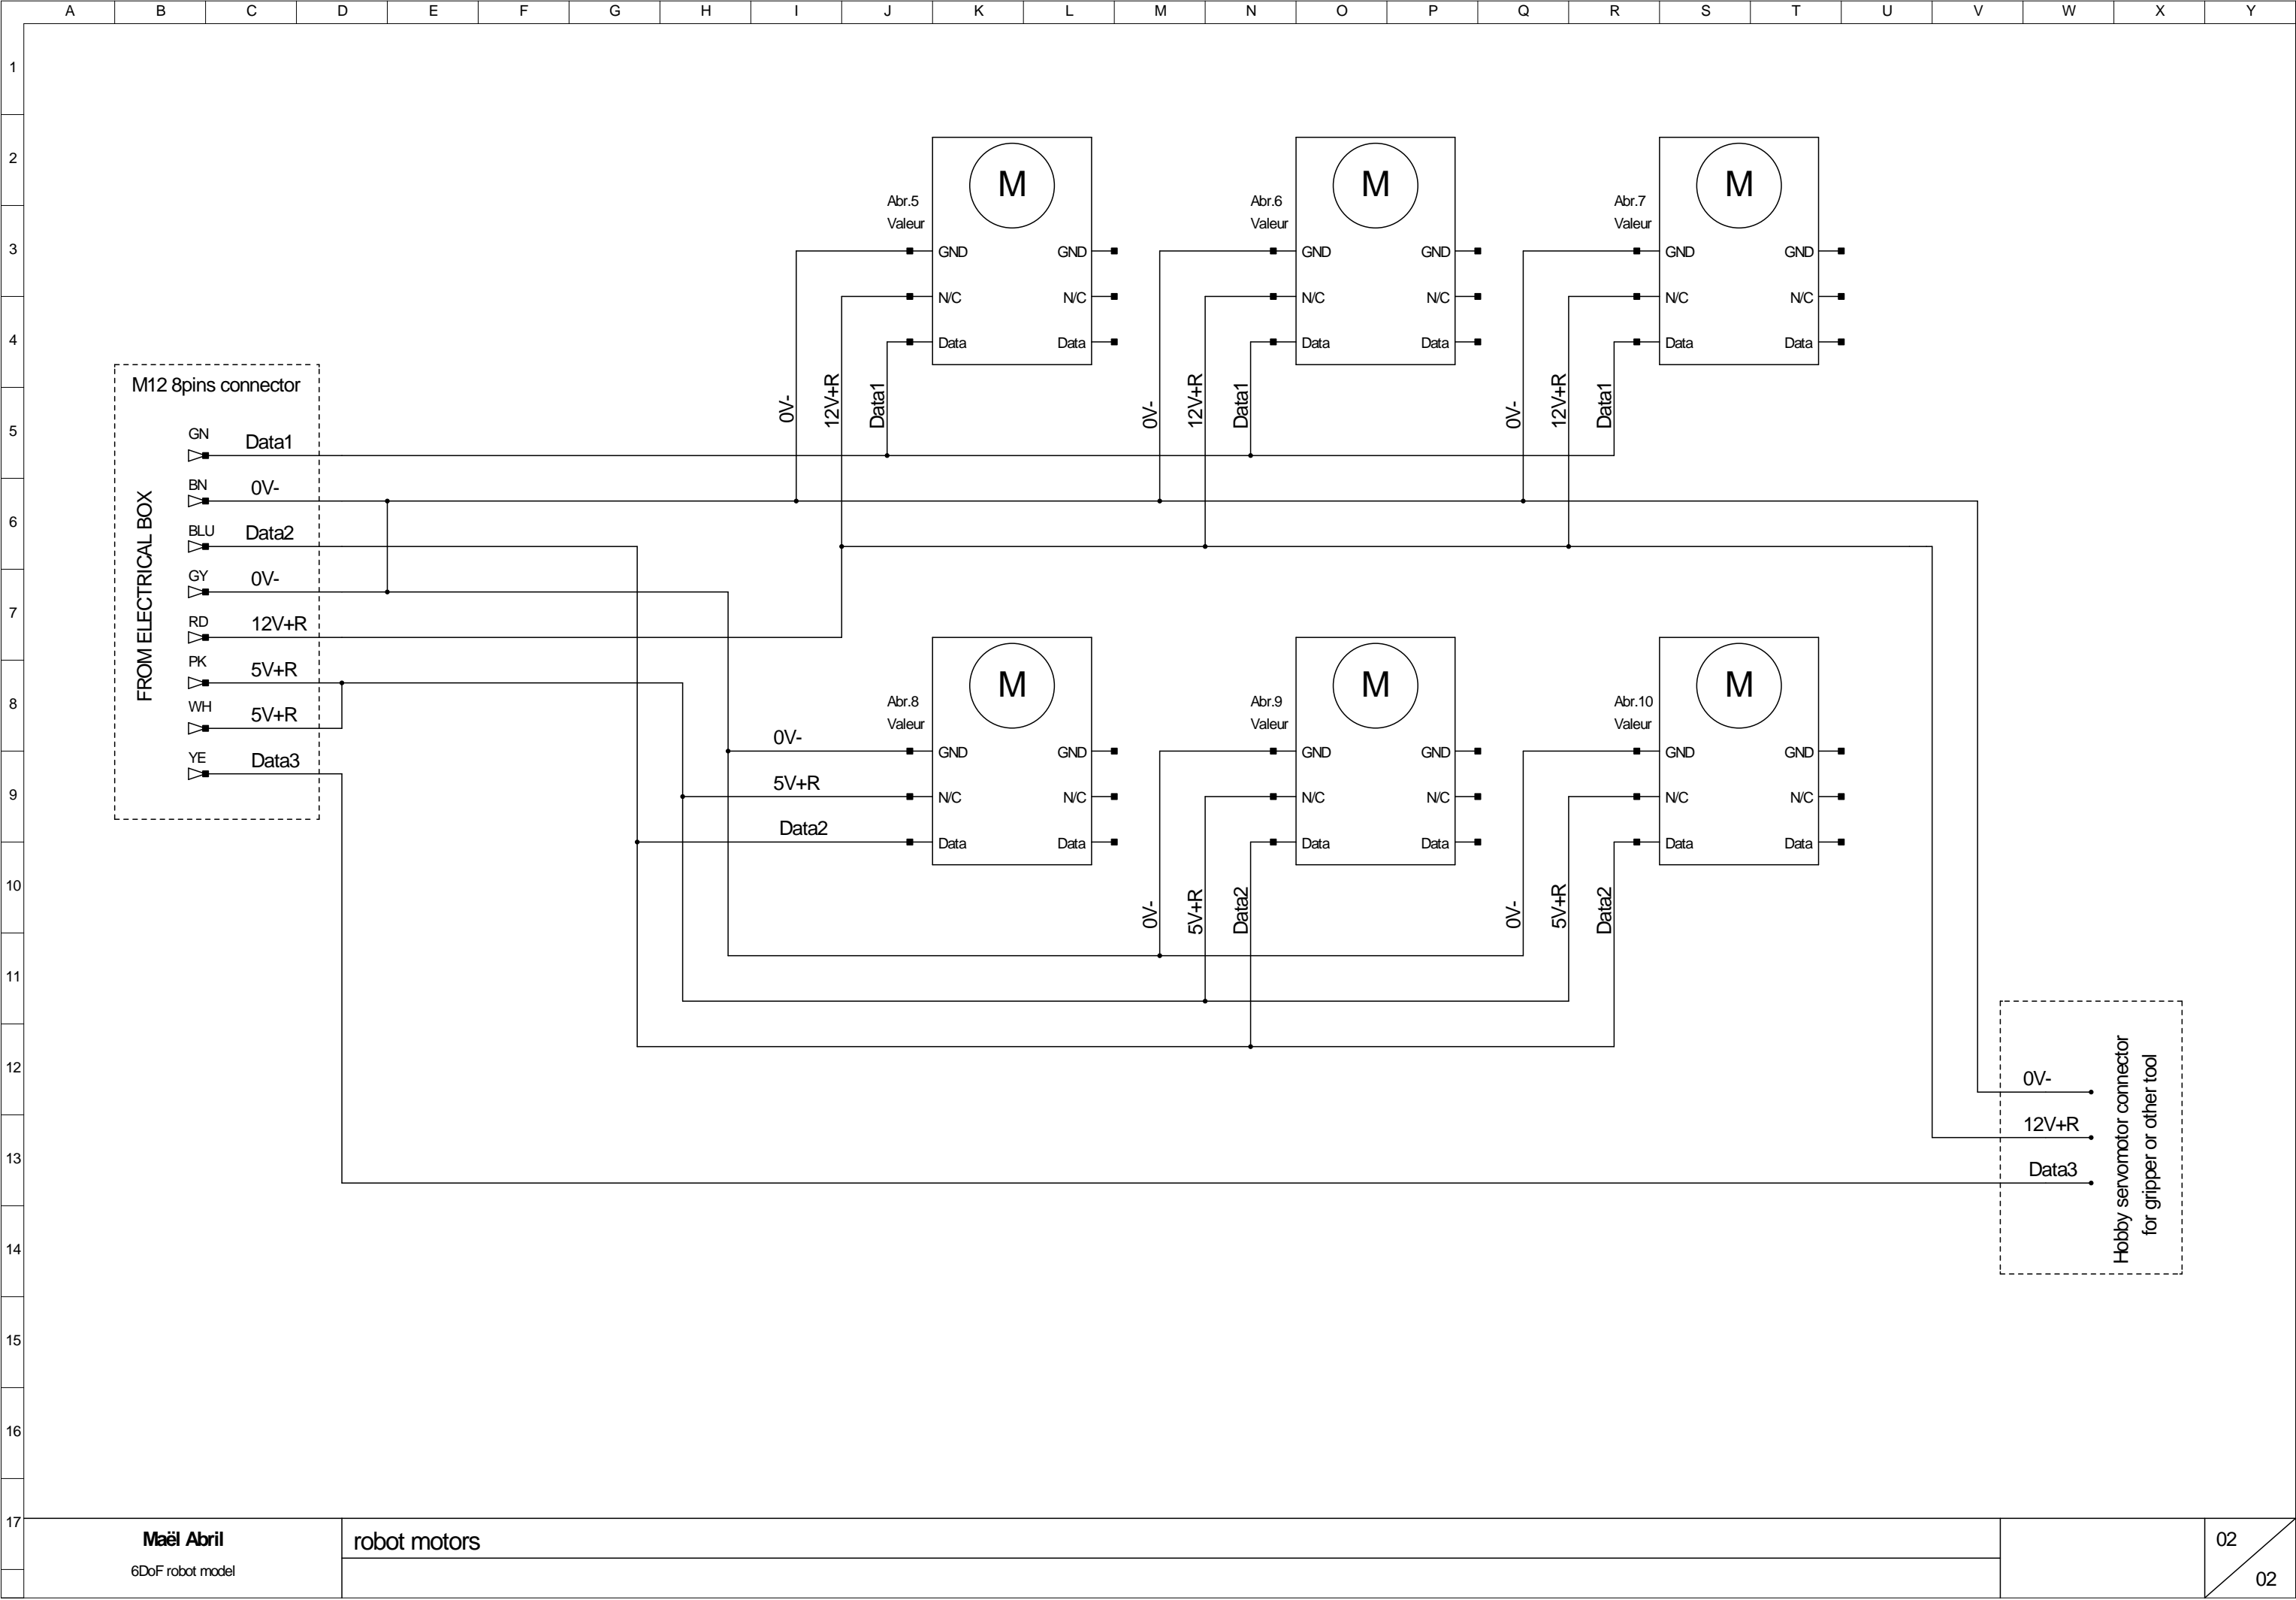 A B C D E F G H I J K L M N O P Q R S T U V W X Y
1
2
3
4
5
6
7
8
9
10
11
12
13
14
15
16
17
M
Abr.5
Valeur
GND GND
N/C N/C
Data Data
M
Abr.6
Valeur
GND GND
N/C N/C
Data Data
M
Abr.7
Valeur
GND GND
N/C N/C
Data Data
0V-
12V+R
Data1
0V-
12V+R
Data1
0V-
12V+R
Data1
M12 8pins connector
FROM ELECTRICAL BOX
GN Data1
BN 0V-
BLU Data2
GY 0V-
RD 12V+R
PK 5V+R
WH 5V+R
YE Data3
M
Abr.8
Valeur
GND GND
N/C N/C
Data Data
0V-
5V+R
Data2
M
Abr.9
Valeur
GND GND
N/C N/C
Data Data
M
Abr.10
Valeur
GND GND
N/C N/C
Data Data
0V-
5V+R
Data2
0V-
5V+R
Data2
0V-
12V+R
Data3
Hobby servomotor connector
for gripper or other tool
Maël Abril
6DoF robot model
robot motors
02
02